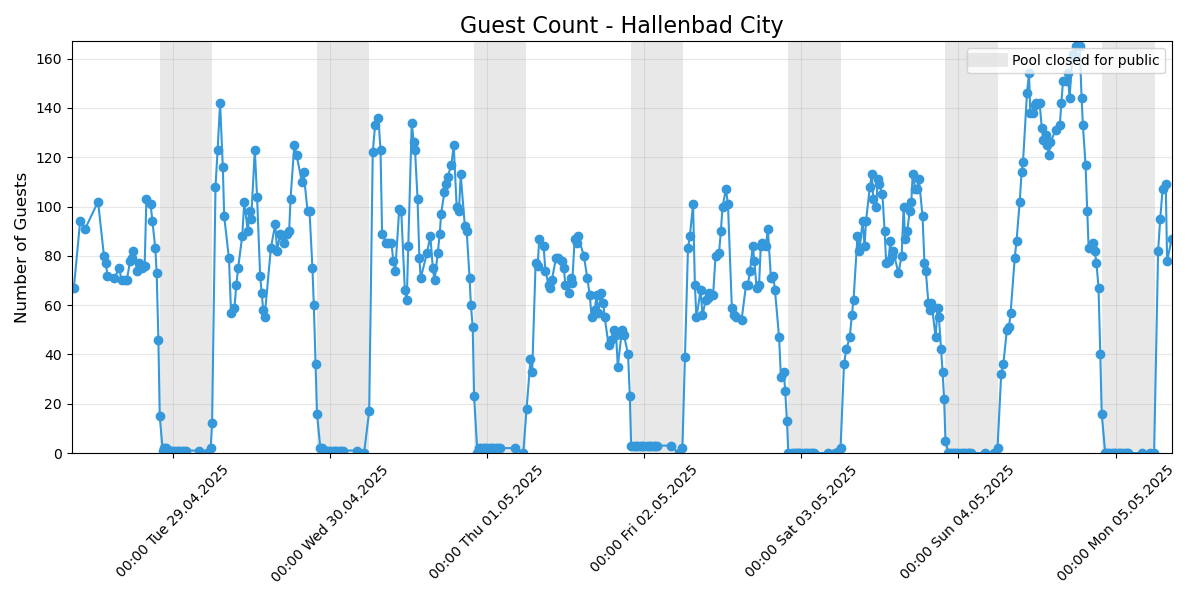 Guest Count - Hallenbad City
Number of Guests
160
140
120
100
80
60
40
20
0
Pool closed for public
00:00 Tue 29.04.2025
00:00 Wed 30.04.2025
00:00 Thu 01.05.2025
00:00 Fri 02.05.2025
00:00 Sat 03.05.2025
00:00 Sun 04.05.2025
00:00 Mon 05.05.2025